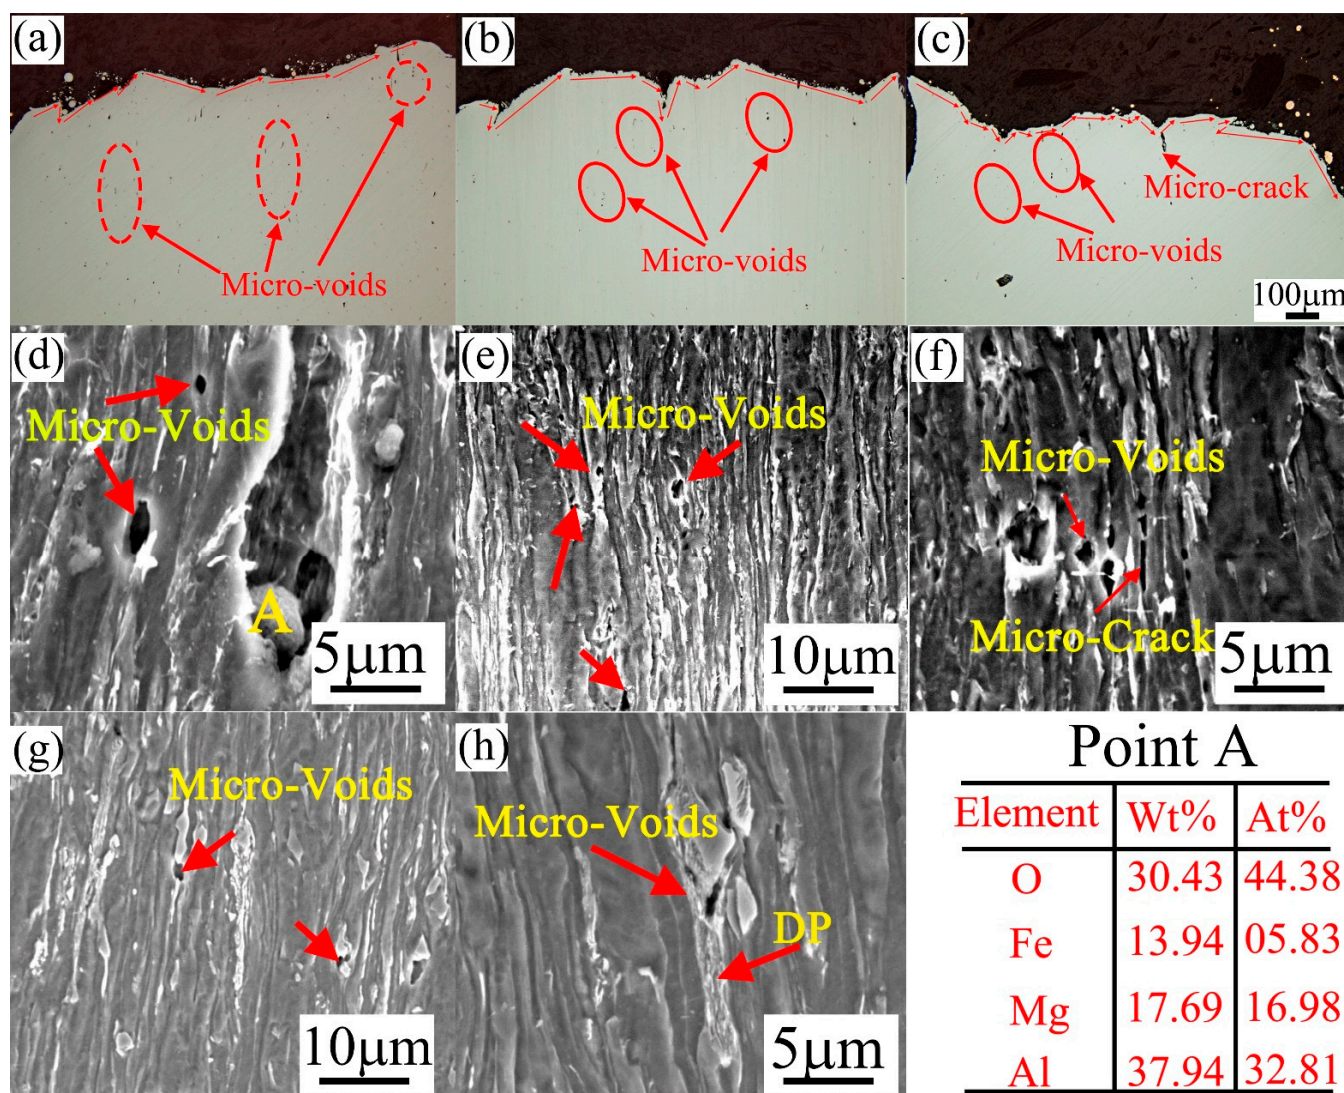 (a)
(b)
(c)
Micro-voids
Micro-voids
Micro-crack
Micro-voids
100μm
(d)
Micro-Voids
A
5μm
(e)
Micro-Voids
10μm
(f)
Micro-Voids
Micro-Crack
5μm
(g)
Micro-Voids
10μm
(h)
Micro-Voids
DP
5μm
Point A
Element Wt% At%
O 30.43 44.38
Fe 13.94 05.83
Mg 17.69 16.98
Al 37.94 32.81